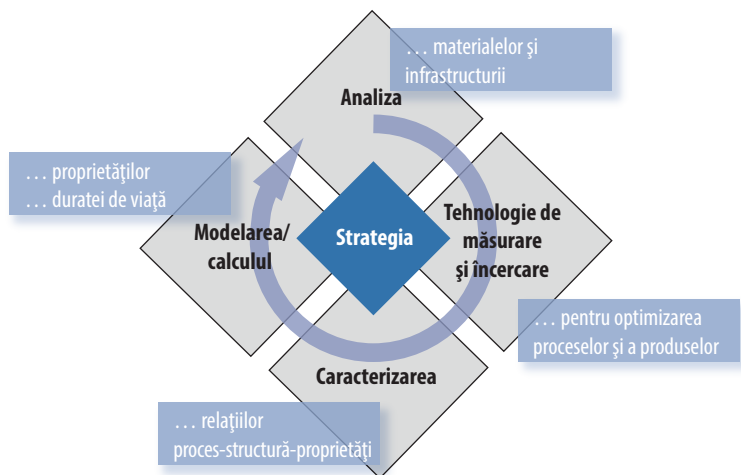 … materialelor şi
infrastructurii
Analiza
… proprietăţilor
… duratei de viaţă
Tehnologie de
măsurare
şi încercare
Modelarea/
calculul
Strategia
… pentru optimizarea
proceselor şi a produselor
Caracterizarea
… relaţiilor
proces-structură-proprietăţi